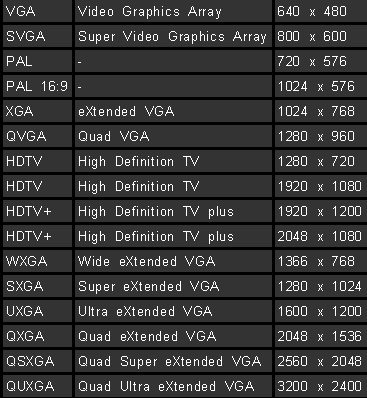 VGA Video Graphics Array 640 x 480
SVGA Super Video Graphics Array 800 x 600
PAL - 720 x 576
PAL 16:9 - 1024 x 576
XGA eXtended VGA 1024 x 768
QVGA Quad VGA 1280 x 960
HDTV High Definition TV 1280 x 720
HDTV High Definition TV 1920 x 1080
HDTV+ High Definition TV plus 1920 x 1200
HDTV+ High Definition TV plus 2048 x 1080
WXGA Wide eXtended VGA 1366 x 768
SXGA Super eXtended VGA 1280 x 1024
UXGA Ultra eXtended VGA 1600 x 1200
QXGA Quad eXtended VGA 2048 x 1536
QSXGA Quad Super eXtended VGA 2560 x 2048
QUXGA Quad Ultra eXtended VGA 3200 x 2400